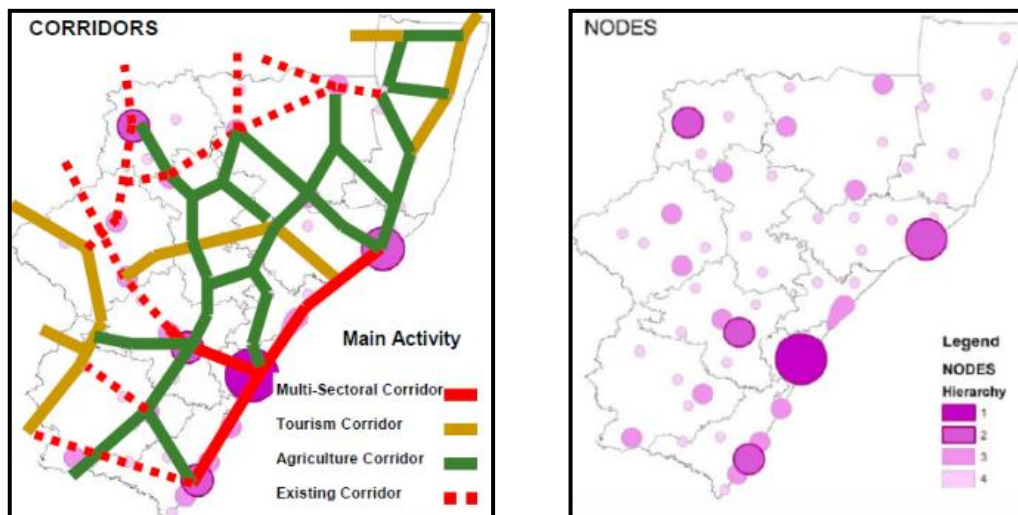 CORRIDORS
Main Activity
Multi-Sectoral Corridor
Tourism Corridor
Agriculture Corridor
Existing Corridor
NODES
Legend
NODES
Hierarchy
1
2
3
4